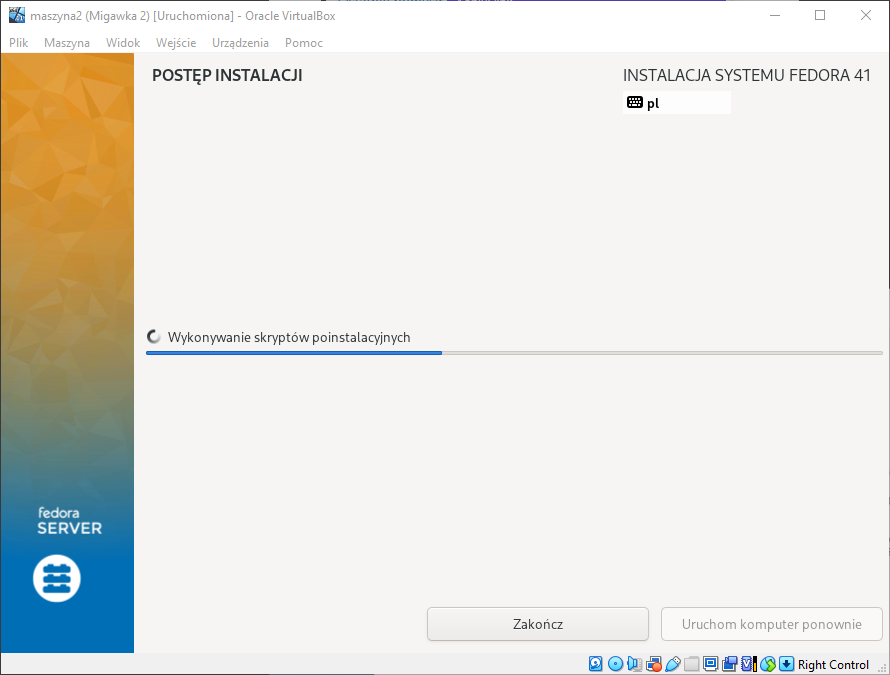 maszyna2 (Migawka 2) [Uruchomiona] - Oracle VirtualBox
Plik Maszyna Widok Wejście Urządzenia Pomoc
POSTĘP INSTALACJI
INSTALACJA SYSTEMU FEDORA 41
pl
Wykonywanie skryptów poinstalacyjnych
fedora
SERVER
Zakończ
Uruchom komputer ponownie
Right Control